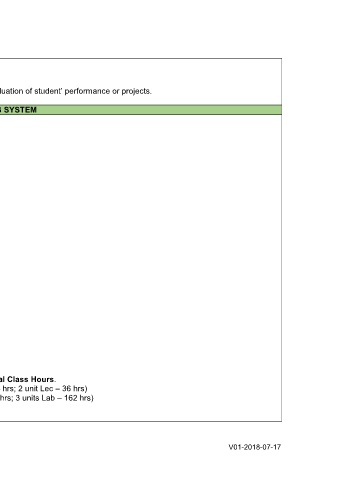 uation of student' performance or projects.
SYSTEM
al Class Hours.
hrs; 2 unit Lec – 36 hrs)
hrs; 3 units Lab – 162 hrs)
V01-2018-07-17